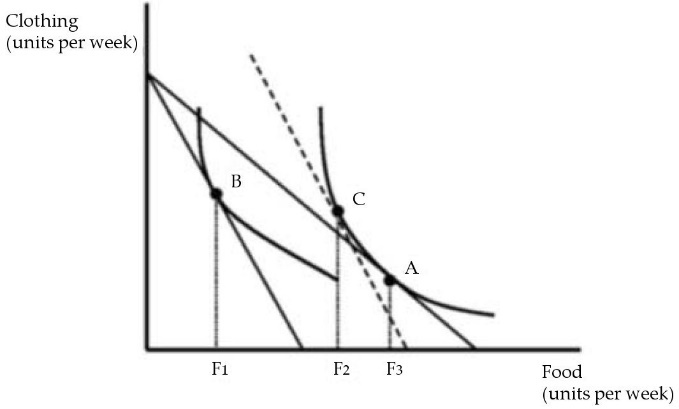 Clothing
(units per week)
B
C
A
F1
F2
F3
Food
(units per week)